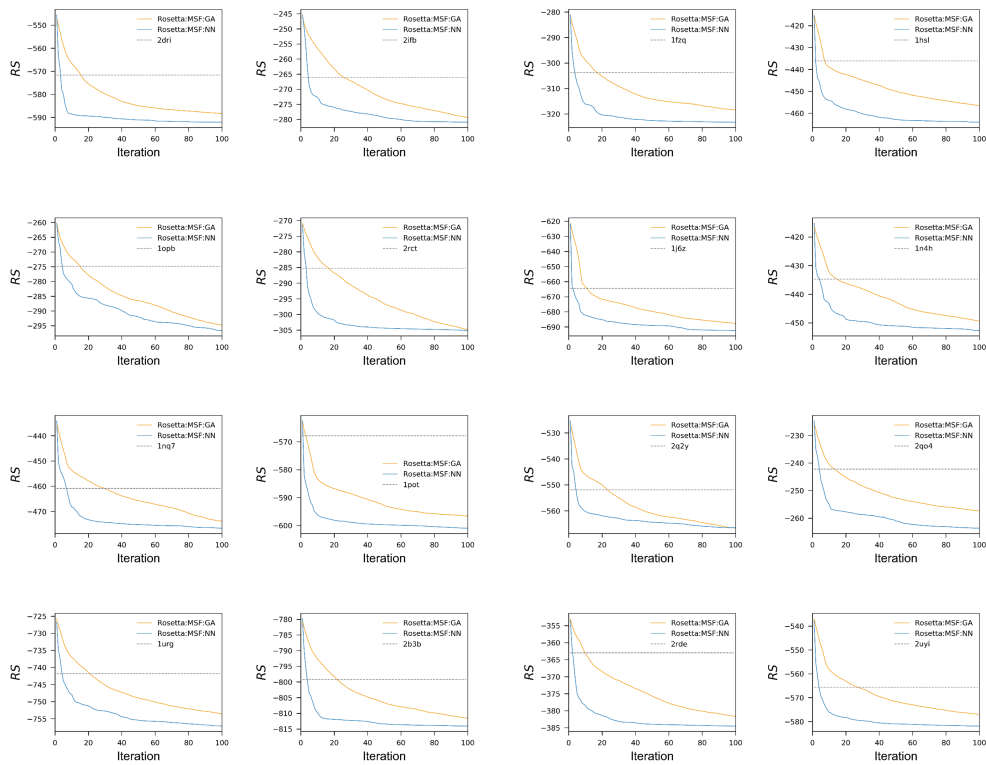 RS
−550
−560
−570
−580
−590
0 20 40 60 80 100
Iteration
Rosetta:MSF:GA
Rosetta:MSF:NN
2dri
RS
−245
−250
−255
−260
−265
−270
−275
−280
0 20 40 60 80 100
Iteration
Rosetta:MSF:GA
Rosetta:MSF:NN
2ifb
RS
−280
−290
−300
−310
−320
0 20 40 60 80 100
Iteration
Rosetta:MSF:GA
Rosetta:MSF:NN
1fzq
RS
−420
−430
−440
−450
−460
0 20 40 60 80 100
Iteration
Rosetta:MSF:GA
Rosetta:MSF:NN
1hsl
RS
−260
−265
−270
−275
−280
−285
−290
−295
0 20 40 60 80 100
Iteration
Rosetta:MSF:GA
Rosetta:MSF:NN
1opb
RS
−270
−275
−280
−285
−290
−295
−300
−305
0 20 40 60 80 100
Iteration
Rosetta:MSF:GA
Rosetta:MSF:NN
2rct
RS
−620
−630
−640
−650
−660
−670
−680
−690
0 20 40 60 80 100
Iteration
Rosetta:MSF:GA
Rosetta:MSF:NN
1j6z
RS
−420
−430
−440
−450
0 20 40 60 80 100
Iteration
Rosetta:MSF:GA
Rosetta:MSF:NN
1n4h
RS
−440
−450
−460
−470
0 20 40 60 80 100
Iteration
Rosetta:MSF:GA
Rosetta:MSF:NN
1nq7
RS
−570
−580
−590
−600
0 20 40 60 80 100
Iteration
Rosetta:MSF:GA
Rosetta:MSF:NN
1pot
RS
−525
−530
−540
−550
−560
0 20 40 60 80 100
Iteration
Rosetta:MSF:GA
Rosetta:MSF:NN
2q2y
RS
−230
−240
−250
−260
0 20 40 60 80 100
Iteration
Rosetta:MSF:GA
Rosetta:MSF:NN
2qo4
RS
−725
−730
−735
−740
−745
−750
−755
0 20 40 60 80 100
Iteration
Rosetta:MSF:GA
Rosetta:MSF:NN
1urg
RS
−780
−785
−790
−795
−800
−805
−810
−815
0 20 40 60 80 100
Iteration
Rosetta:MSF:GA
Rosetta:MSF:NN
2b3b
RS
−355
−360
−365
−370
−375
−380
−385
0 20 40 60 80 100
Iteration
Rosetta:MSF:GA
Rosetta:MSF:NN
2rde
RS
−540
−550
−560
−570
−580
0 20 40 60 80 100
Iteration
Rosetta:MSF:GA
Rosetta:MSF:NN
2uyi